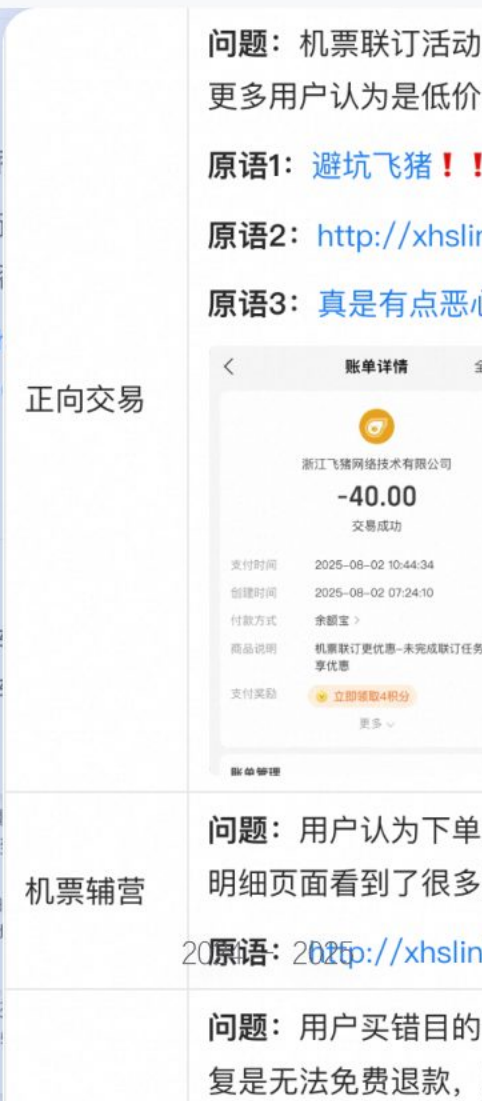 问题：机票联订活动
更多用户认为是低价
原语1：避坑飞猪❗❗
原语2：http://xhslin
原语3：真是有点恶心
正向交易
账单详情
浙江飞猪网络技术有限公司
-40.00
交易成功
支付时间 2025-08-02 10:44:34
创建时间 2025-08-02 07:24:10
付款方式 余额宝
商品说明 机票联订更优惠-未完成联订任务
享优惠
支付奖励 立即领取4积分
更多
账单管理
机票辅营
问题：用户认为下单
明细页面看到了很多
原语：http://xhslin
问题：用户买错目的
复是无法免费退款，